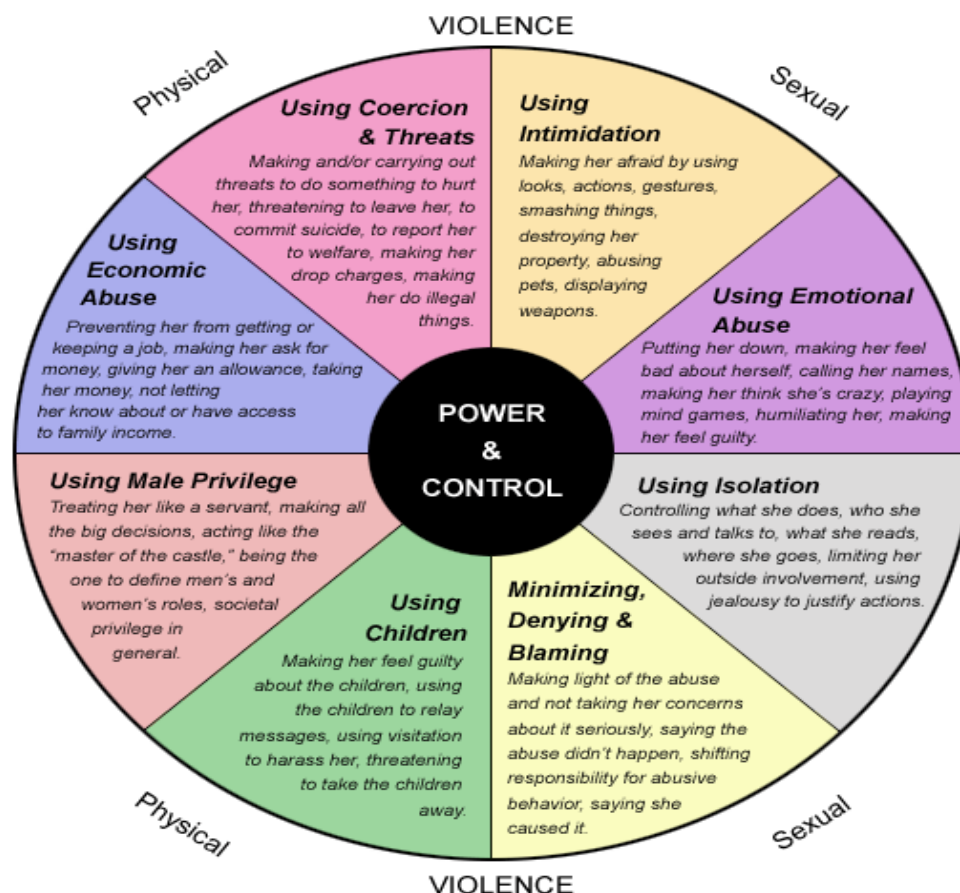 VIOLENCE
Physical
Sexual
Using Coercion
& Threats
Making and/or carrying out
threats to do something to hurt
her, threatening to leave her, to
commit suicide, to report her
to welfare, making her
drop charges, making
her do illegal
things.
Using
Intimidation
Making her afraid by using
looks, actions, gestures,
smashing things,
destroying her
property, abusing
pets, displaying
weapons.
Using Emotional
Abuse
Putting her down, making her feel
bad about herself, calling her names,
making her think she's crazy, playing
mind games, humiliating her, making
her feel guilty.
Using Isolation
Controlling what she does, who she
sees and talks to, what she reads,
where she goes, limiting her
outside involvement, using
jealousy to justify actions.
Minimizing,
Denying &
Blaming
Making light of the abuse
and not taking her concerns
about it seriously, saying the
abuse didn't happen, shifting
responsibility for abusive
behavior, saying she
caused it.
Using
Children
Making her feel guilty
about the children, using
the children to relay
messages, using visitation
to harass her, threatening
to take the children
away.
Using Male Privilege
Treating her like a servant, making all
the big decisions, acting like the
"master of the castle," being the
one to define men's and
women's roles, societal
privilege in
general.
Using
Economic
Abuse
Preventing her from getting or
keeping a job, making her ask for
money, giving her an allowance, taking
her money, not letting
her know about or have access
to family income.
POWER
&
CONTROL
Physical
Sexual
VIOLENCE